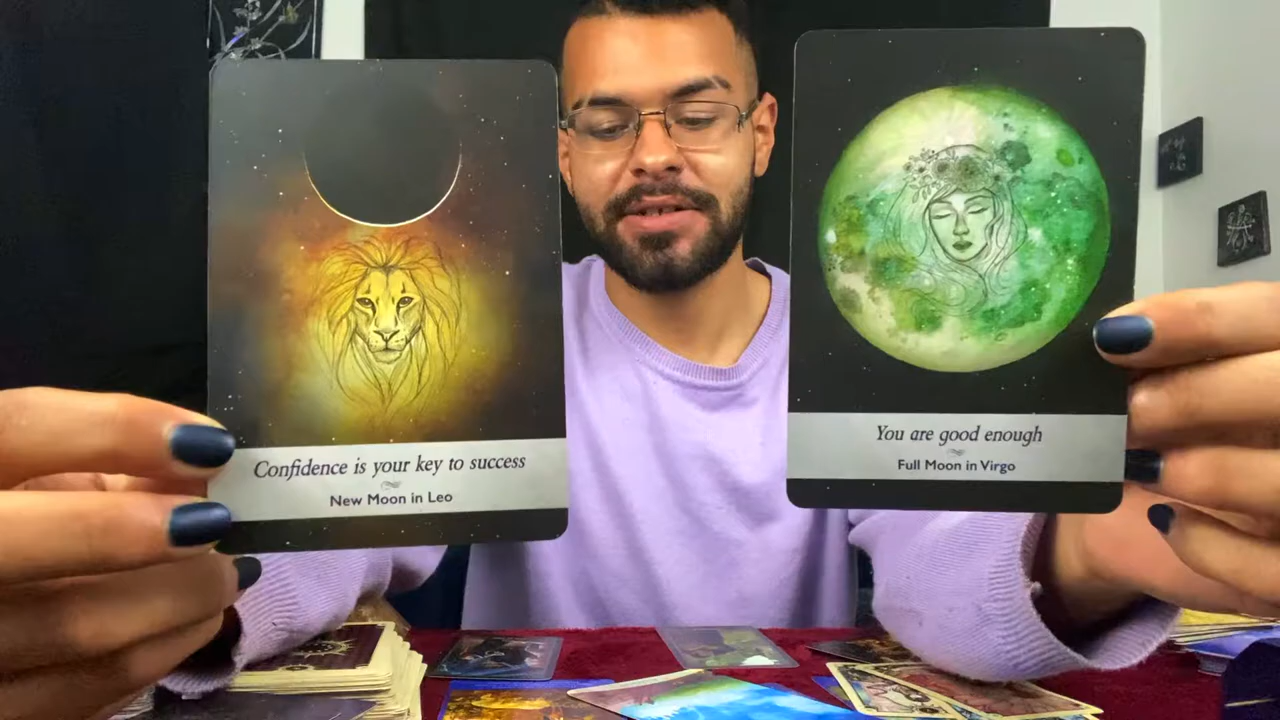 Confidence is your key to success
New Moon in Leo
You are good enough
Full Moon in Virgo